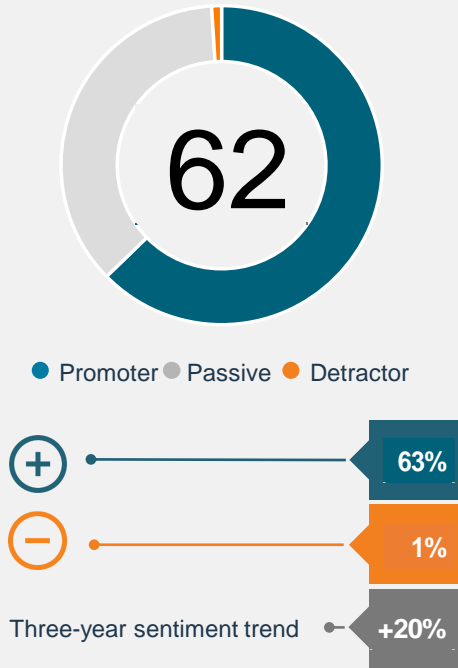 62
Promoter Passive Detractor
+ 63%
− 1%
Three-year sentiment trend +20%